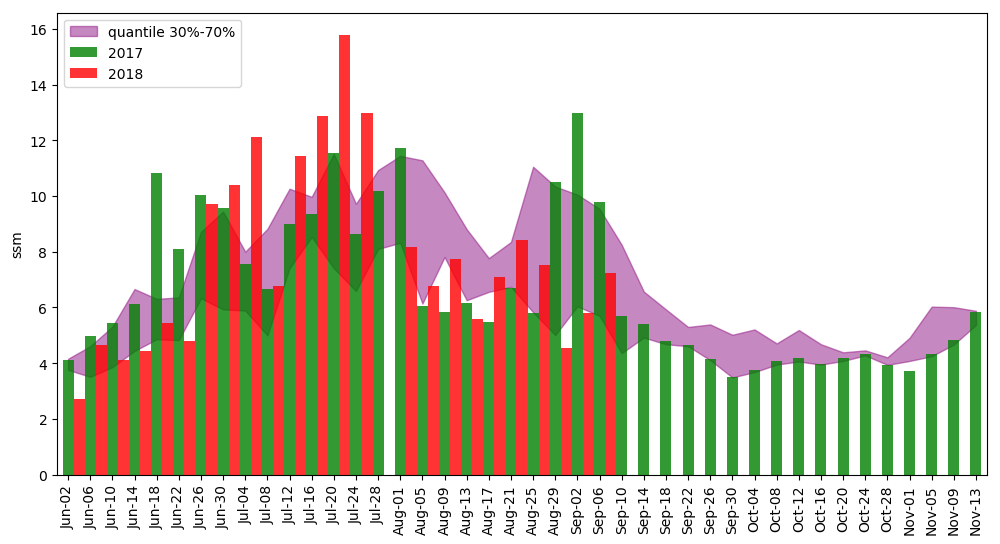 quantile 30%-70%
2017
2018
ssm
16
14
12
10
8
6
4
2
0
Jun-02
Jun-06
Jun-10
Jun-14
Jun-18
Jun-22
Jun-26
Jun-30
Jul-04
Jul-08
Jul-12
Jul-16
Jul-20
Jul-24
Jul-28
Aug-01
Aug-05
Aug-09
Aug-13
Aug-17
Aug-21
Aug-25
Aug-29
Sep-02
Sep-06
Sep-10
Sep-14
Sep-18
Sep-22
Sep-26
Sep-30
Oct-04
Oct-08
Oct-12
Oct-16
Oct-20
Oct-24
Oct-28
Nov-01
Nov-05
Nov-09
Nov-13